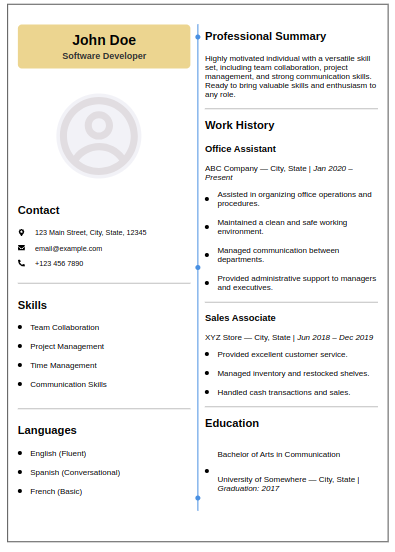 John Doe
Software Developer
Contact
123 Main Street, City, State, 12345
email@example.com
+123 456 7890
Skills
Team Collaboration
Project Management
Time Management
Communication Skills
Languages
English (Fluent)
Spanish (Conversational)
French (Basic)
Professional Summary
Highly motivated individual with a versatile skill
set, including team collaboration, project
management, and strong communication skills.
Ready to bring valuable skills and enthusiasm to
any role.
Work History
Office Assistant
ABC Company — City, State | Jan 2020 –
Present
Assisted in organizing office operations and
procedures.
Maintained a clean and safe working
environment.
Managed communication between
departments.
Provided administrative support to managers
and executives.
Sales Associate
XYZ Store — City, State | Jun 2018 – Dec 2019
Provided excellent customer service.
Managed inventory and restocked shelves.
Handled cash transactions and sales.
Education
Bachelor of Arts in Communication
University of Somewhere — City, State |
Graduation: 2017